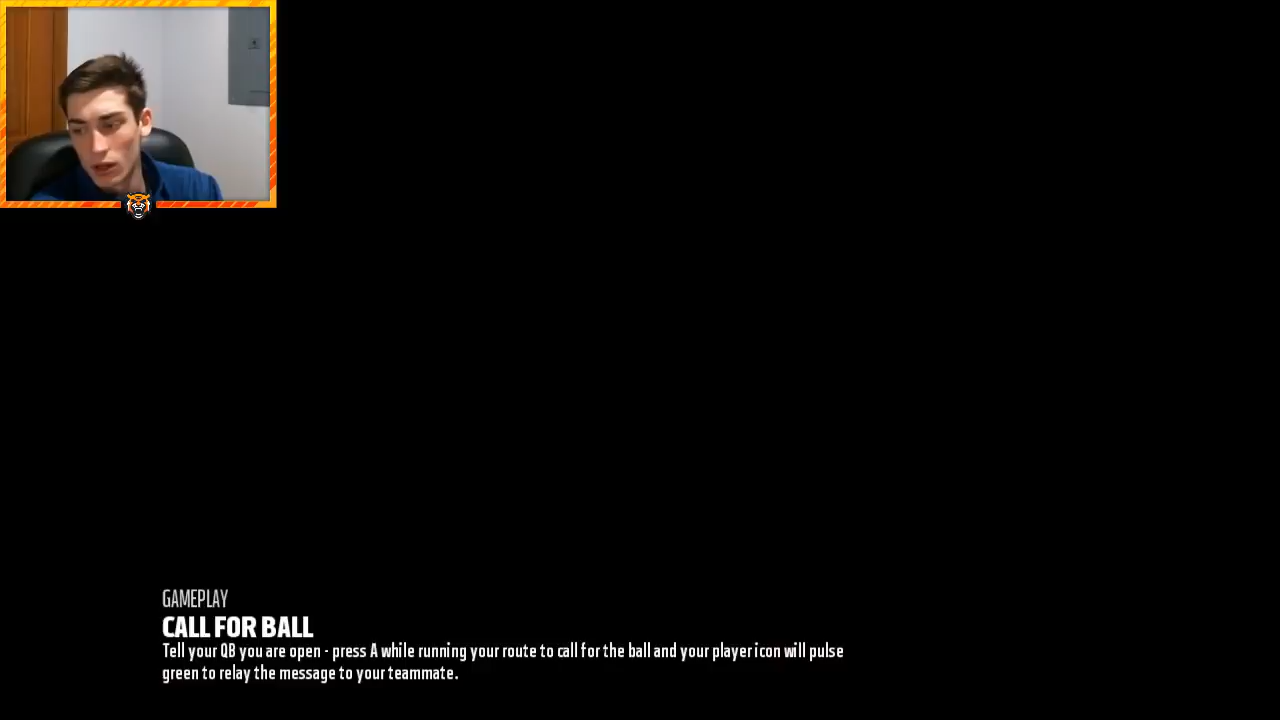 GAMEPLAY
CALL FOR BALL
Tell your QB you are open - press A while running your route to call for the ball and your player icon will pulse
green to relay the message to your teammate.